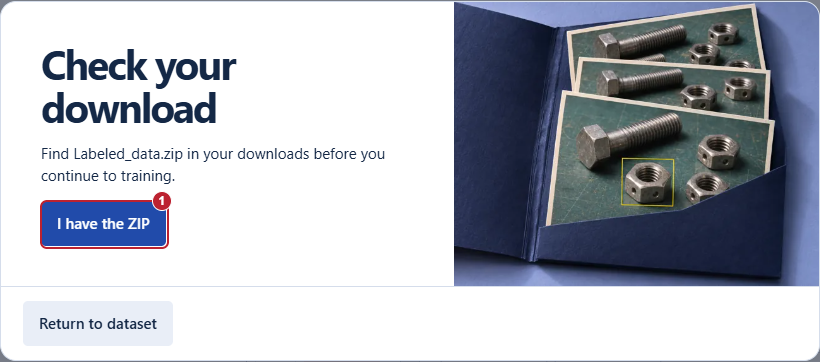 Check your
download
Find Labeled_data.zip in your downloads before you
continue to training.
1
I have the ZIP
Return to dataset